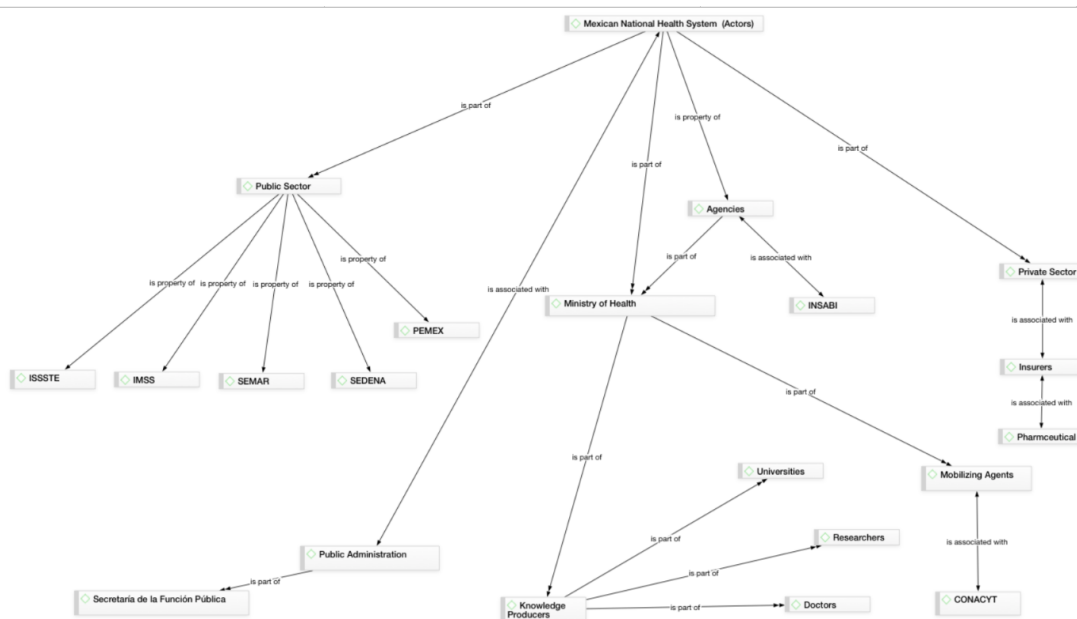 Mexican National Health System (Actors)
is part of
is property of
is part of
is part of
Public Sector
Agencies
is property of
is property of
is property of
is property of
is property of
is part of
is associated with
Private Sector
is associated with
Ministry of Health
INSABI
is associated with
PEMEX
ISSSTE
IMSS
SEMAR
SEDENA
Insurers
is part of
is associated with
Pharmceutical
is part of
Universities
Mobilizing Agents
is part of
Researchers
is associated with
Public Administration
is part of
is part of
Secretaría de la Función Pública
Knowledge
Producers
is part of
Doctors
CONACYT